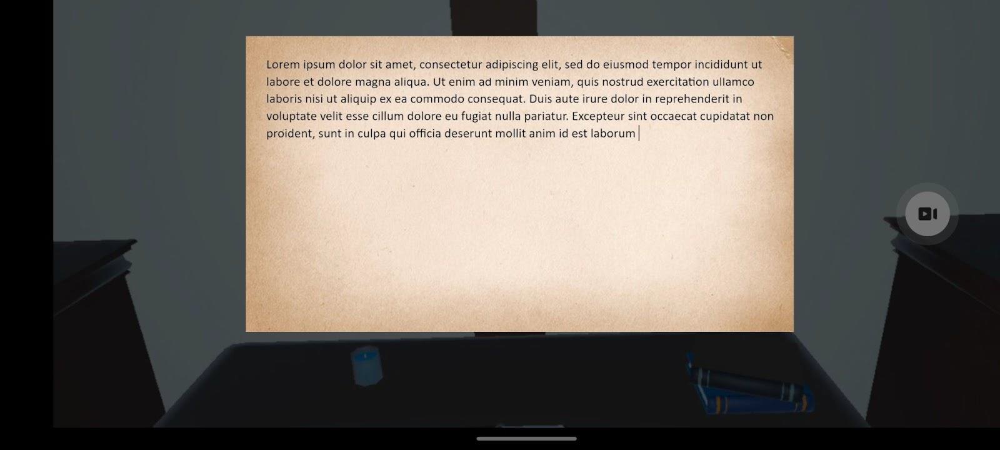 Lorem ipsum dolor sit amet, consectetur adipiscing elit, sed do eiusmod tempor incididunt ut
labore et dolore magna aliqua. Ut enim ad minim veniam, quis nostrud exercitation ullamco
laboris nisi ut aliquip ex ea commodo consequat. Duis aute irure dolor in reprehenderit in
voluptate velit esse cillum dolore eu fugiat nulla pariatur. Excepteur sint occaecat cupidatat non
proident, sunt in culpa qui officia deserunt mollit anim id est laborum